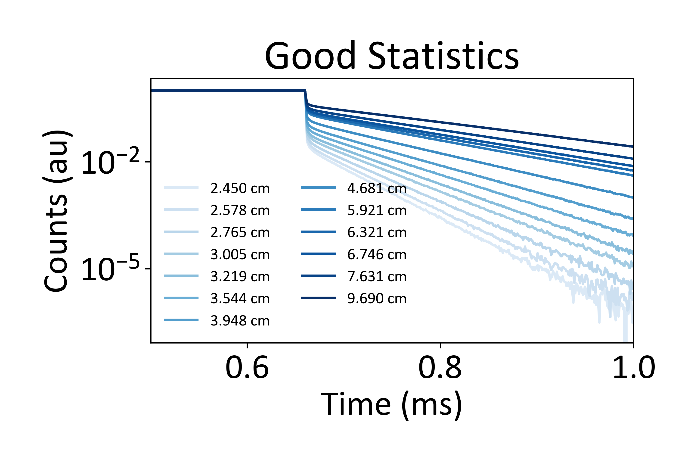 Good Statistics
Counts (au)
10⁻²
10⁻⁵
2.450 cm
2.578 cm
2.765 cm
3.005 cm
3.219 cm
3.544 cm
3.948 cm
4.681 cm
5.921 cm
6.321 cm
6.746 cm
7.631 cm
9.690 cm
0.6 0.8 1.0
Time (ms)